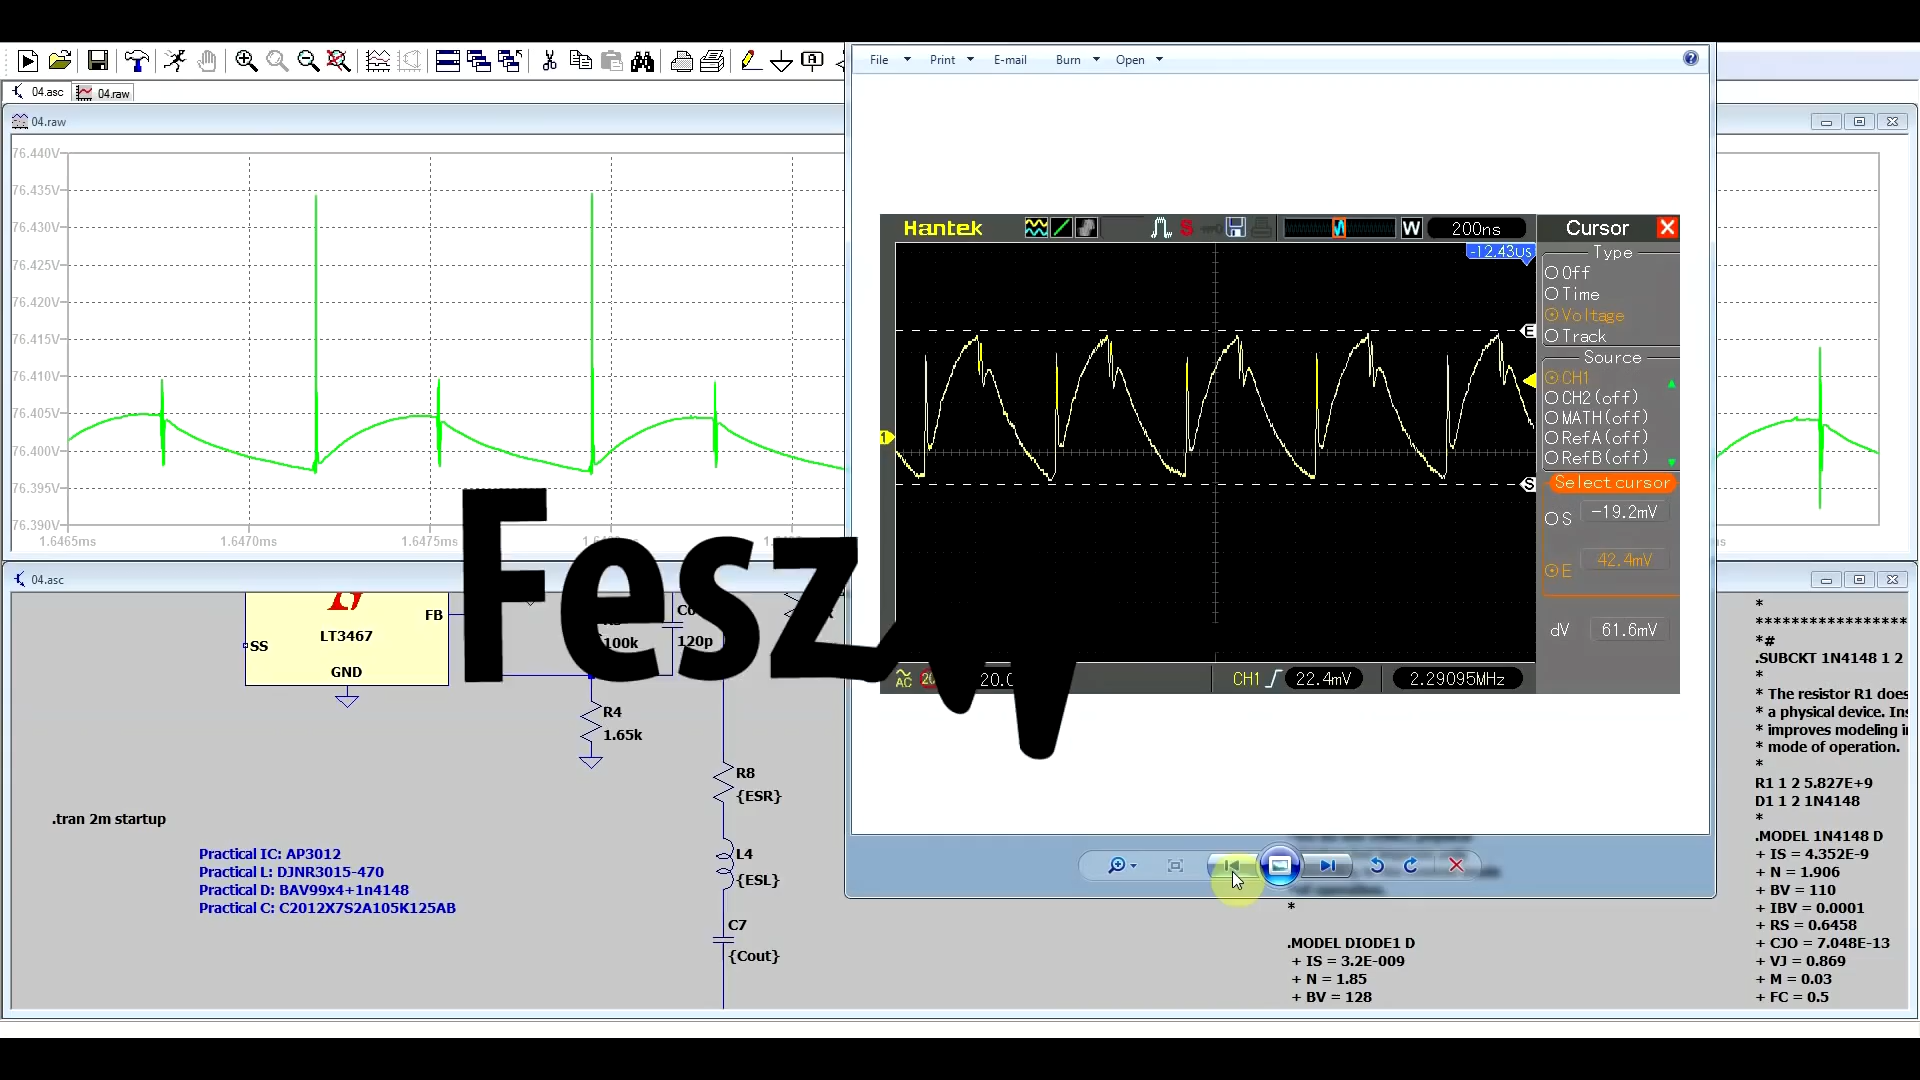 File Print E-mail Burn Open
04.asc 04.raw
04.raw
76.440V
76.435V
76.430V
76.425V
76.420V
76.415V
76.410V
76.405V
76.400V
76.395V
76.390V
1.6465ms 1.6470ms 1.6475ms
Hantek W 200ns
-12.43us
1
E
S
Cursor
Type
Off
Time
Voltage
Track
Source
CH1
CH2(off)
MATH(off)
RefA(off)
RefB(off)
Select cursor
S -19.2mV
E 42.4mV
dV 61.6mV
AC CH1 22.4mV 2.29095MHz
Fesz
04.asc
LT3467
FB
SS
GND
100k
120p
R4
1.65k
R8
{ESR}
L4
{ESL}
C7
{Cout}
.tran 2m startup
Practical IC: AP3012
Practical L: DJNR3015-470
Practical D: BAV99x4+1n4148
Practical C: C2012X7S2A105K125AB
*
.MODEL DIODE1 D
+ IS = 3.2E-009
+ N = 1.85
+ BV = 128
*
*****************
*#
.SUBCKT 1N4148 1 2
*
* The resistor R1 does
* a physical device. Ins
* improves modeling i
* mode of operation.
*
R1 1 2 5.827E+9
D1 1 2 1N4148
*
.MODEL 1N4148 D
+ IS = 4.352E-9
+ N = 1.906
+ BV = 110
+ IBV = 0.0001
+ RS = 0.6458
+ CJO = 7.048E-13
+ VJ = 0.869
+ M = 0.03
+ FC = 0.5